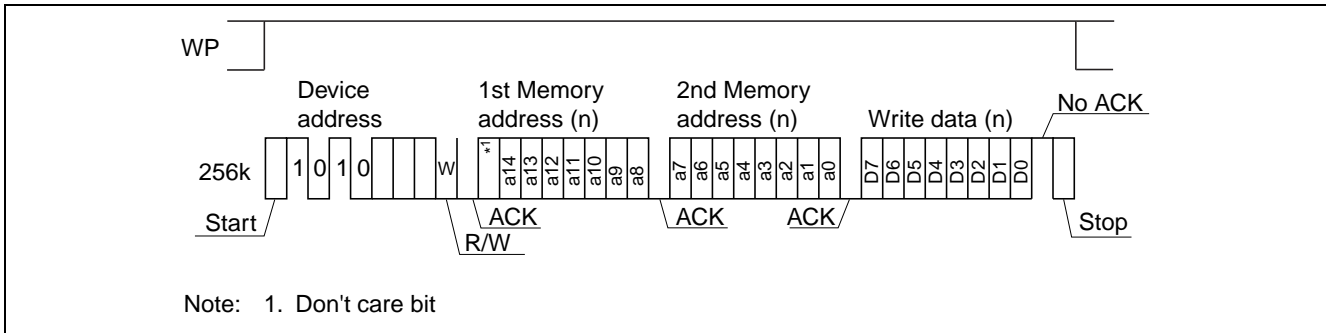 WP
Device
address
1st Memory
address (n)
2nd Memory
address (n)
Write data (n)
No ACK
256k
1 0 1 0
W
*1
a14
a13
a12
a11
a10
a9
a8
a7
a6
a5
a4
a3
a2
a1
a0
D7
D6
D5
D4
D3
D2
D1
D0
Start
R/W
ACK
ACK
ACK
Stop
Note: 1. Don't care bit